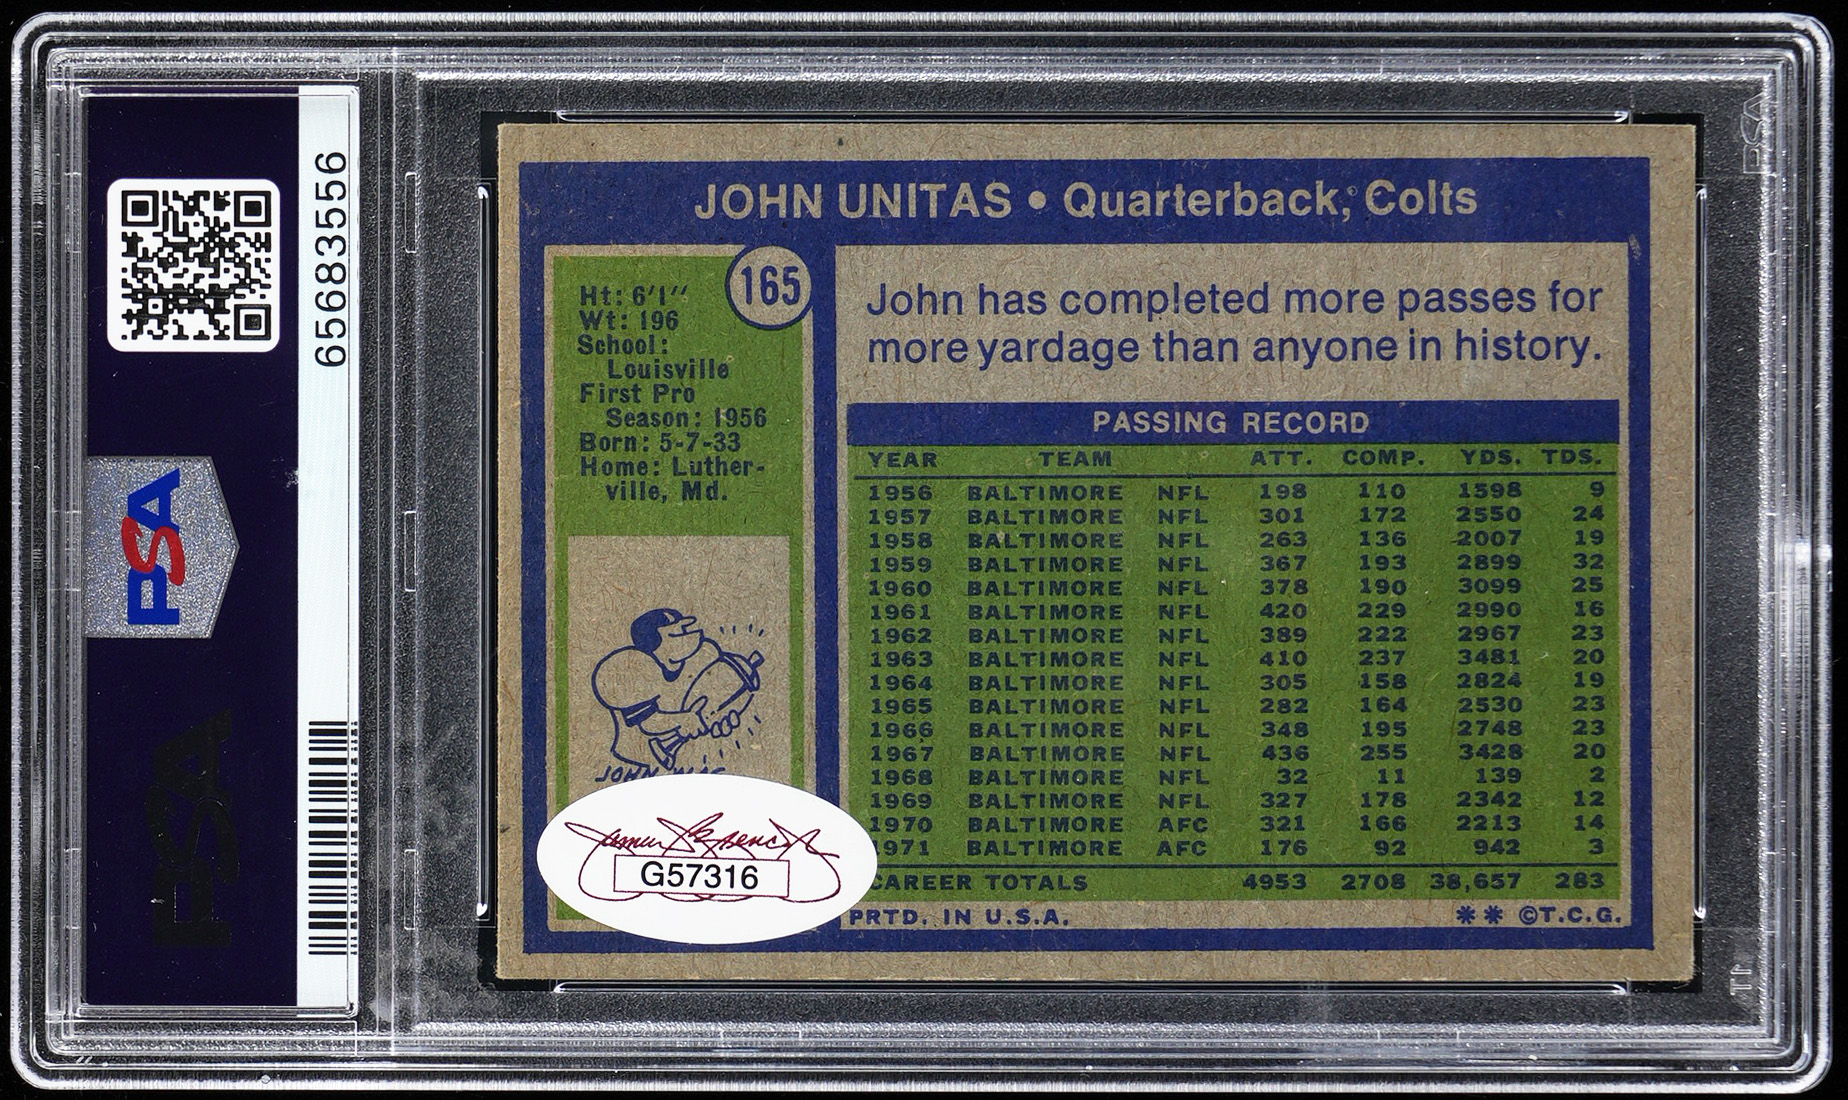 65683556
PSA
PSA
JOHN UNITAS • Quarterback, Colts
165
Ht: 6'1"
Wt: 196
School:
Louisville
First Pro
Season: 1956
Born: 5-7-33
Home: Luther-
ville, Md.
John has completed more passes for
more yardage than anyone in history.
PASSING RECORD
YEAR TEAM ATT. COMP. YDS. TDS.
1956 BALTIMORE NFL 198 110 1598 9
1957 BALTIMORE NFL 301 172 2550 24
1958 BALTIMORE NFL 263 136 2007 19
1959 BALTIMORE NFL 367 193 2899 32
1960 BALTIMORE NFL 378 190 3099 25
1961 BALTIMORE NFL 420 229 2990 16
1962 BALTIMORE NFL 389 222 2967 23
1963 BALTIMORE NFL 410 237 3481 20
1964 BALTIMORE NFL 305 158 2824 19
1965 BALTIMORE NFL 282 164 2530 23
1966 BALTIMORE NFL 348 195 2748 23
1967 BALTIMORE NFL 436 255 3428 20
1968 BALTIMORE NFL 32 11 139 2
1969 BALTIMORE NFL 327 178 2342 12
1970 BALTIMORE AFC 321 166 2213 14
1971 BALTIMORE AFC 176 92 942 3
CAREER TOTALS 4953 2708 38,657 283
PRTD. IN U.S.A. ** ©T.C.G.
JOHN
G57316
PSA